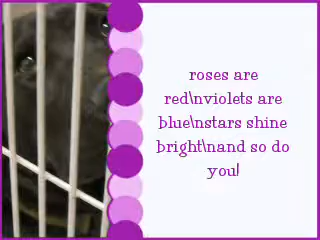 roses are
red\nviolets are
blue\nstars shine
bright\nand so do
you!